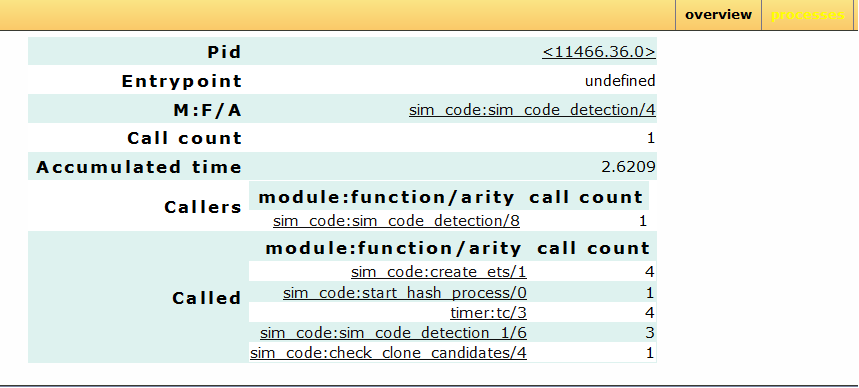 overview processes
Pid <11466.36.0>
Entrypoint undefined
M:F/A sim_code:sim_code_detection/4
Call count 1
Accumulated time 2.6209
Callers module:function/arity call count
sim_code:sim_code_detection/8 1
Called module:function/arity call count
sim_code:create_ets/1 4
sim_code:start_hash_process/0 1
timer:tc/3 4
sim_code:sim_code_detection_1/6 3
sim_code:check_clone_candidates/4 1